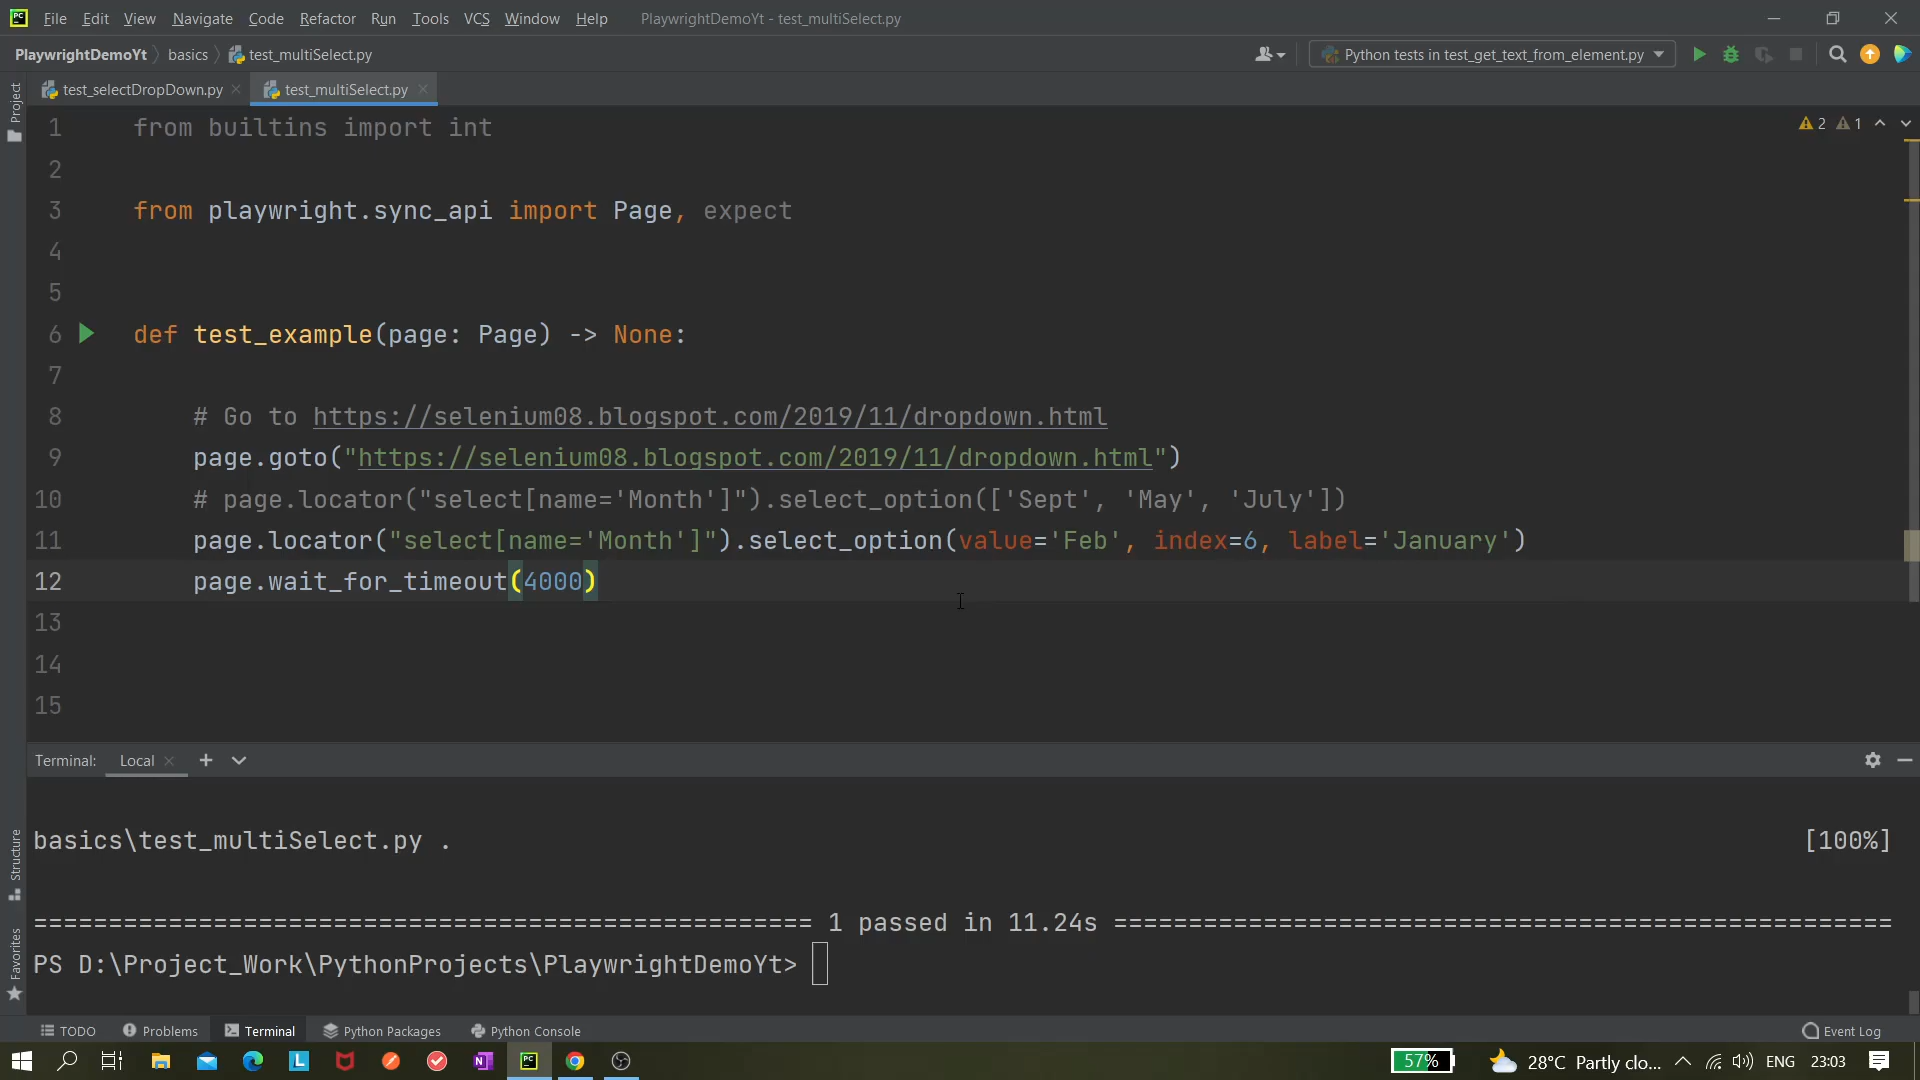 File Edit View Navigate Code Refactor Run Tools VCS Window Help PlaywrightDemoYt - test_multiSelect.py
PlaywrightDemoYt basics test_multiSelect.py Python tests in test_get_text_from_element.py
test_selectDropDown.py test_multiSelect.py
Project
1 from builtins import int
2 1
2
3 from playwright.sync_api import Page, expect
4
5
6 def test_example(page: Page) -> None:
7
8 # Go to https://selenium08.blogspot.com/2019/11/dropdown.html
9 page.goto("https://selenium08.blogspot.com/2019/11/dropdown.html")
10 # page.locator("select[name='Month']").select_option(['Sept', 'May', 'July'])
11 page.locator("select[name='Month']").select_option(value='Feb', index=6, label='January')
12 page.wait_for_timeout(4000)
13
14
15
Terminal: Local
basics\test_multiSelect.py . [100%]
================================================== 1 passed in 11.24s ==================================================
PS D:\Project_Work\PythonProjects\PlaywrightDemoYt>
Structure
Favorites
TODO Problems Terminal Python Packages Python Console Event Log
57% 28°C Partly clo... ENG 23:03